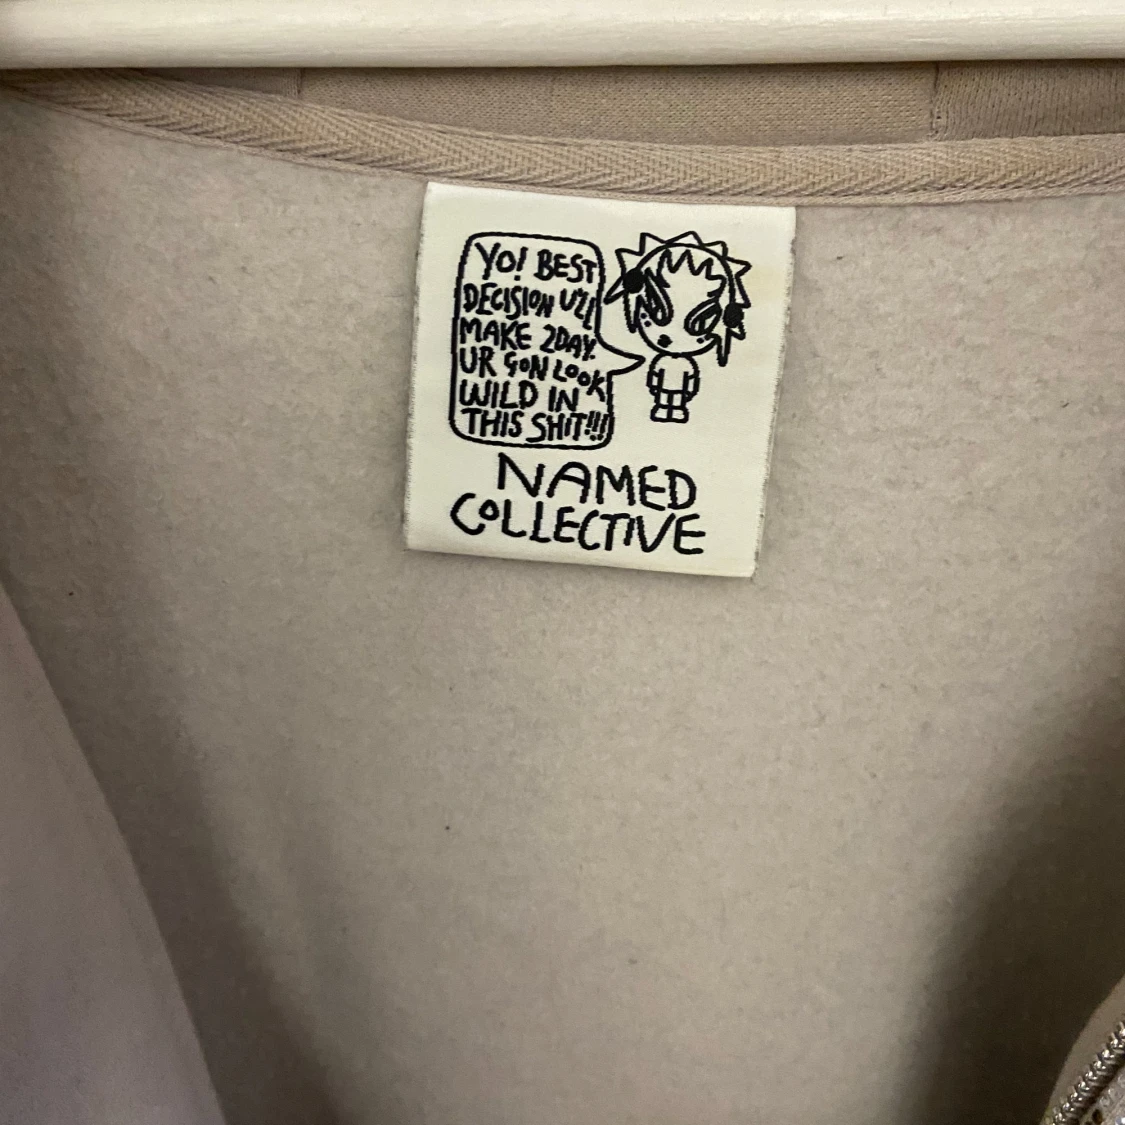 YO! BEST
DECISION U'LL
MAKE 2DAY.
UR GON LOOK
WILD IN
THIS SHIT!!!
NAMED
COLLECTIVE